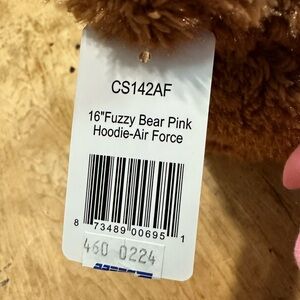 CS142AF
16"Fuzzy Bear Pink
Hoodie-Air Force
8 73489 00695 1
460 0224